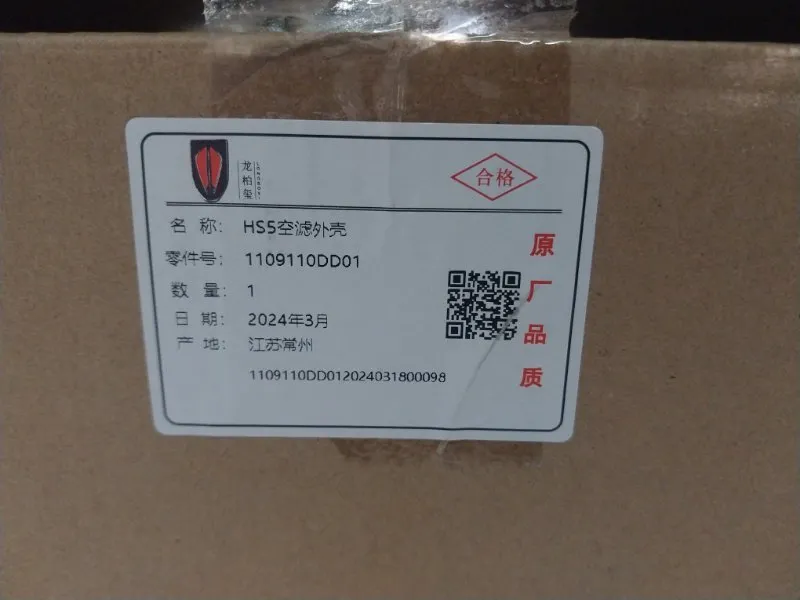 龙柏玺
合格
名 称: HS5空滤外壳
零件号: 1109110DD01
数 量: 1
日 期: 2024年3月
产 地: 江苏常州
1109110DD012024031800098
原厂品质